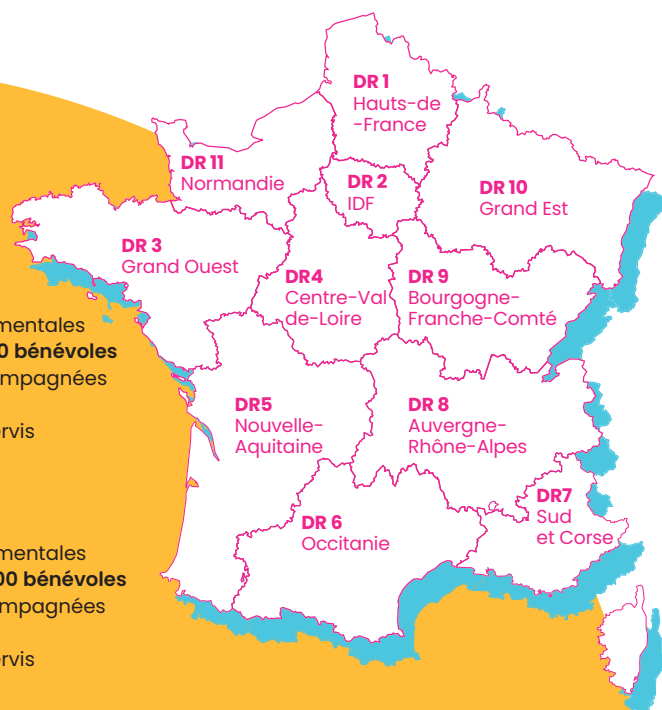 DR 1
Hauts-de
-France
DR 11
Normandie
DR 2
IDF
DR 10
Grand Est
DR 3
Grand Ouest
DR4
Centre-Val
de-Loire
DR 9
Bourgogne-
Franche-Comté
mentales
0 bénévoles
mpagnées
ervis
DR5
Nouvelle-
Aquitaine
DR 8
Auvergne-
Rhône-Alpes
DR7
Sud
et Corse
DR 6
Occitanie
mentales
00 bénévoles
mpagnées
ervis